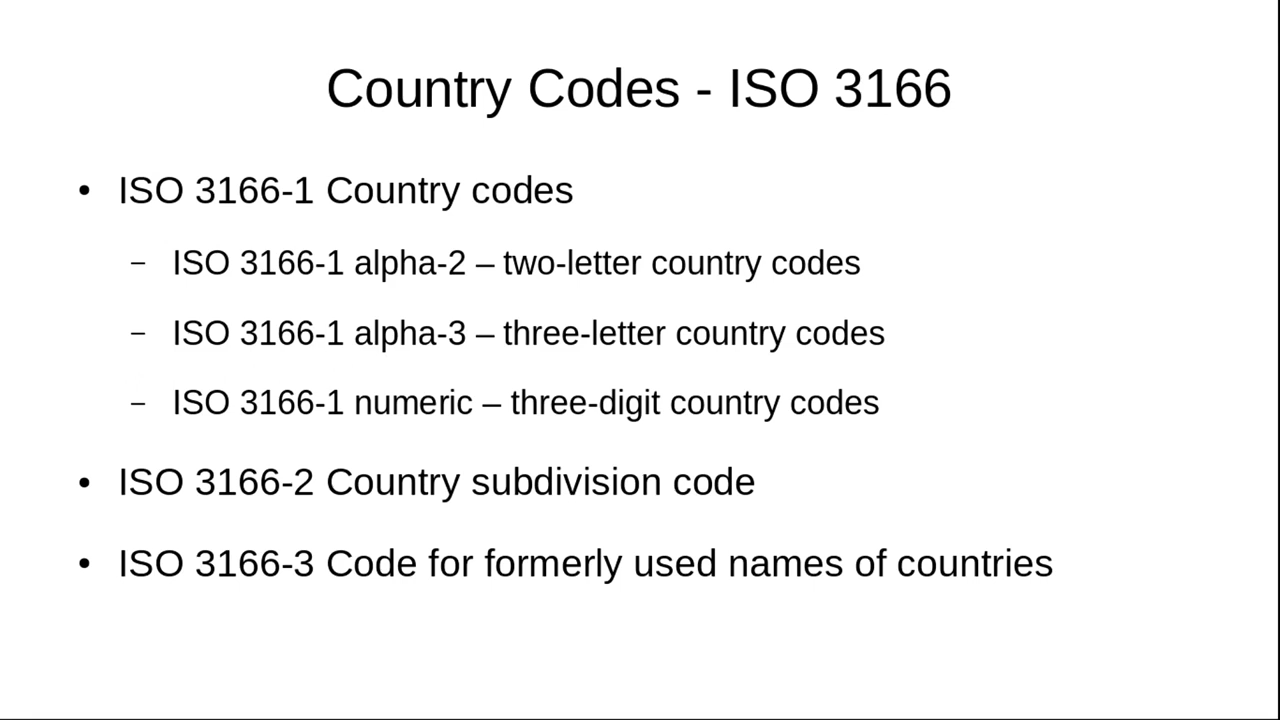 Country Codes - ISO 3166
• ISO 3166-1 Country codes
– ISO 3166-1 alpha-2 – two-letter country codes
– ISO 3166-1 alpha-3 – three-letter country codes
– ISO 3166-1 numeric – three-digit country codes
• ISO 3166-2 Country subdivision code
• ISO 3166-3 Code for formerly used names of countries